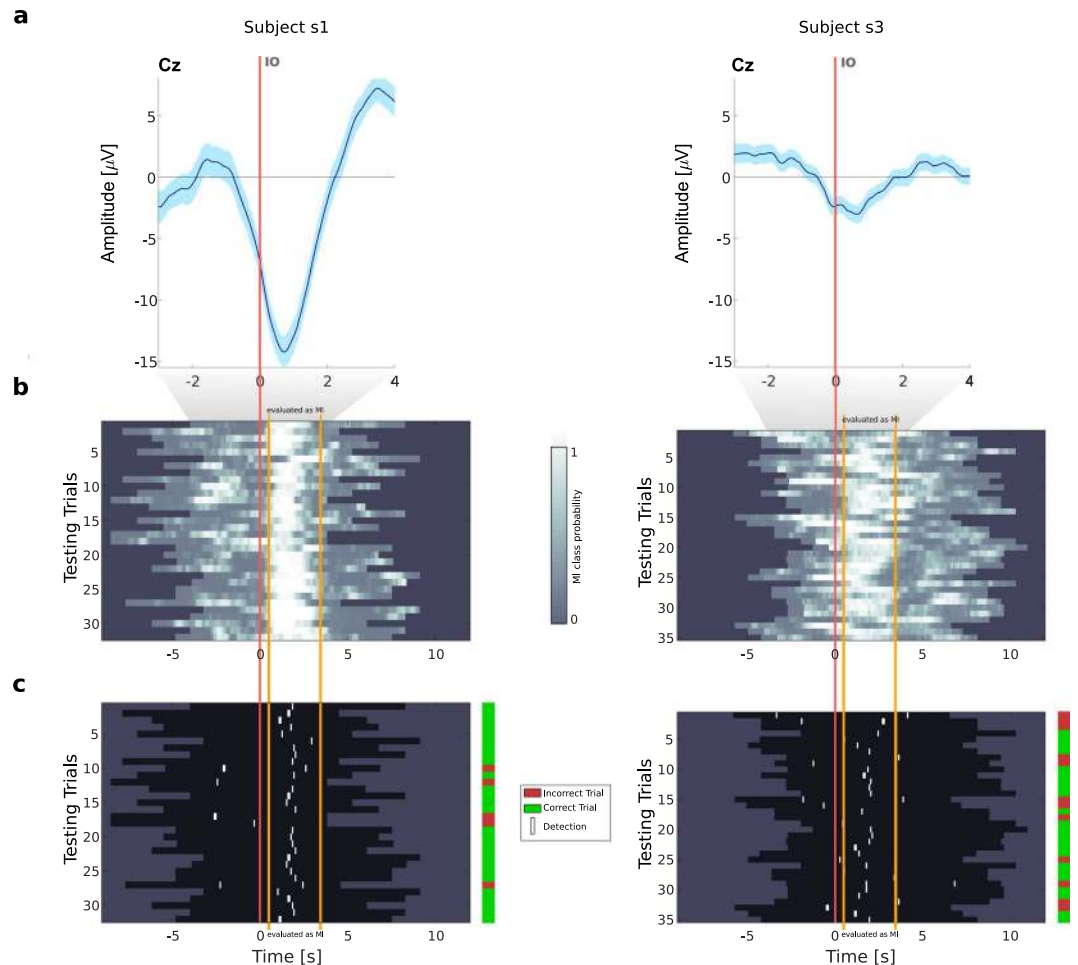 a
Subject s1
Subject s3
Cz
IO
Cz
IO
Amplitude [μV]
5
0
-5
-10
-15
-2
0
2
4
Amplitude [μV]
5
0
-5
-10
-15
-2
0
2
4
b
evaluated as MI
evaluated as MI
Testing Trials
5
10
15
20
25
30
-5
0
5
10
1
MI class probability
0
Testing Trials
5
10
15
20
25
30
35
-5
0
5
10
c
Testing Trials
5
10
15
20
25
30
evaluated as MI
-5
0
5
10
Time [s]
Incorrect Trial
Correct Trial
Detection
Testing Trials
5
10
15
20
25
30
35
evaluated as MI
-5
0
5
10
Time [s]